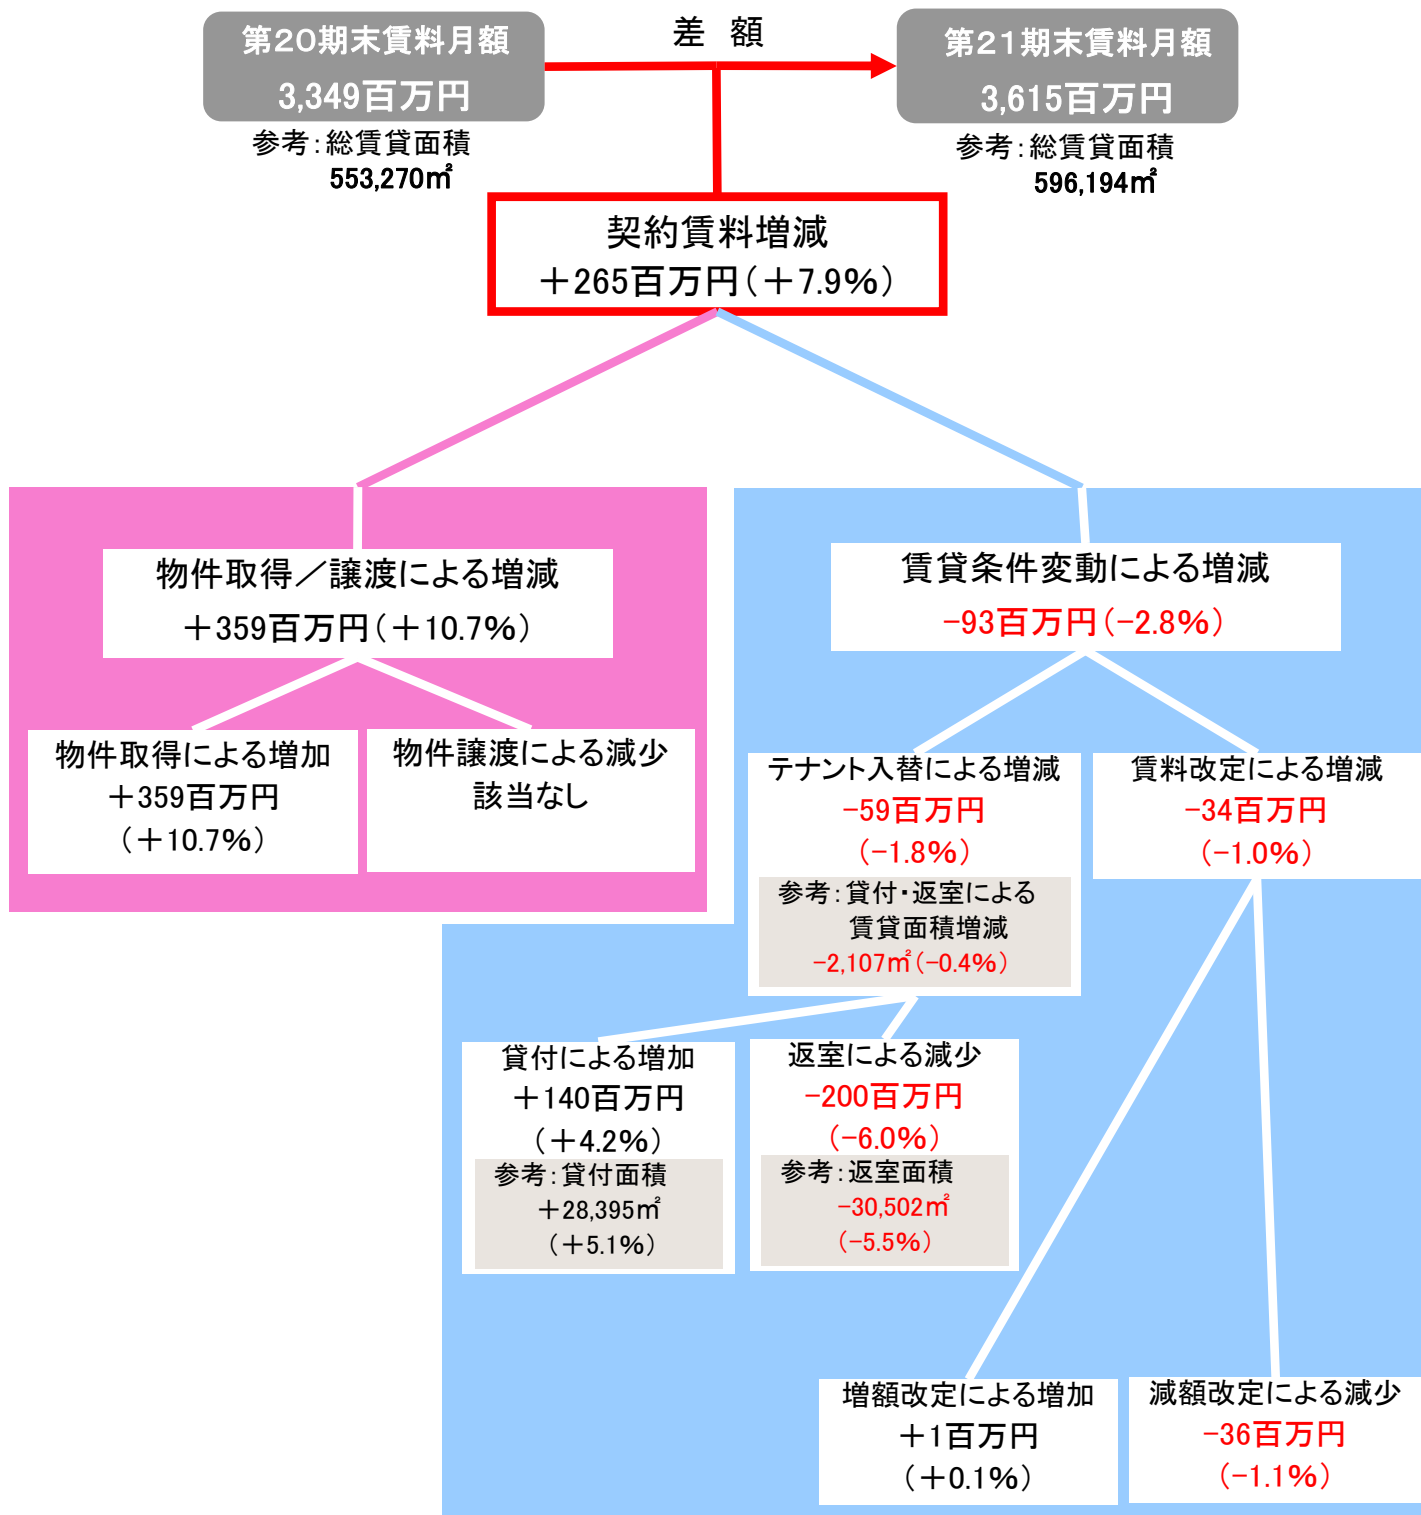 第20期末賃料月額
3,349百万円
参考:総賃貸面積
553,270㎡
差 額
第21期末賃料月額
3,615百万円
参考:総賃貸面積
596,194㎡
契約賃料増減
+265百万円(+7.9%)
物件取得/譲渡による増減
+359百万円(+10.7%)
物件取得による増加
+359百万円
(+10.7%)
物件譲渡による減少
該当なし
賃貸条件変動による増減
-93百万円(-2.8%)
テナント入替による増減
-59百万円
(-1.8%)
参考:貸付・返室による
賃貸面積増減
-2,107㎡(-0.4%)
賃料改定による増減
-34百万円
(-1.0%)
貸付による増加
+140百万円
(+4.2%)
参考:貸付面積
+28,395㎡
(+5.1%)
返室による減少
-200百万円
(-6.0%)
参考:返室面積
-30,502㎡
(-5.5%)
増額改定による増加
+1百万円
(+0.1%)
減額改定による減少
-36百万円
(-1.1%)